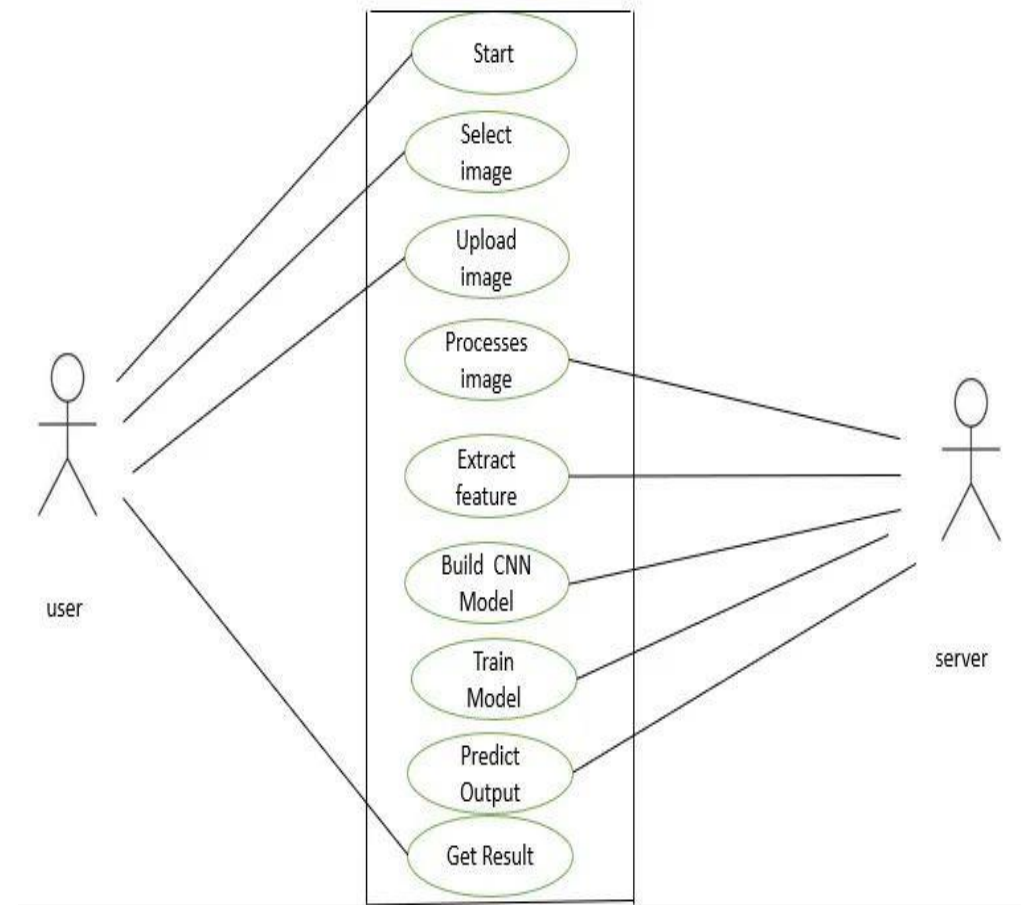 Start
Select
image
Upload
image
Processes
image
Extract
feature
Build CNN
Model
Train
Model
Predict
Output
Get Result
user
server